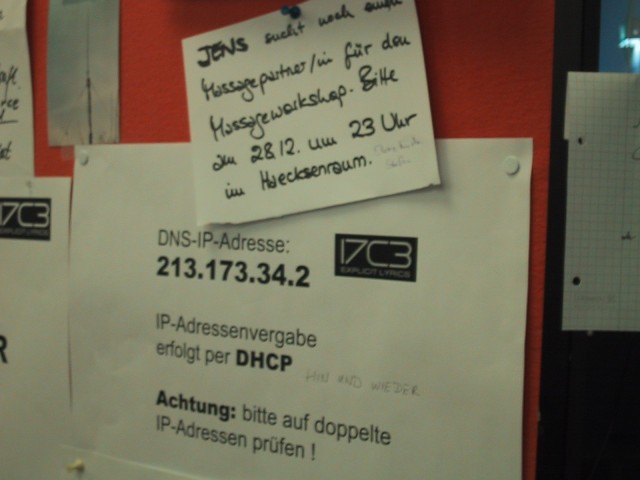 JENS sucht noch einen
Massagepartner/in für den
Massageworkshop. Bitte
am 28.12. um 23 Uhr
im Haecksenraum.
17C3
17C3
EXPLICIT LYRICS
DNS-IP-Adresse:
213.173.34.2
IP-Adressenvergabe
erfolgt per DHCP
HIN UND WIEDER
Achtung: bitte auf doppelte
IP-Adressen prüfen !
R